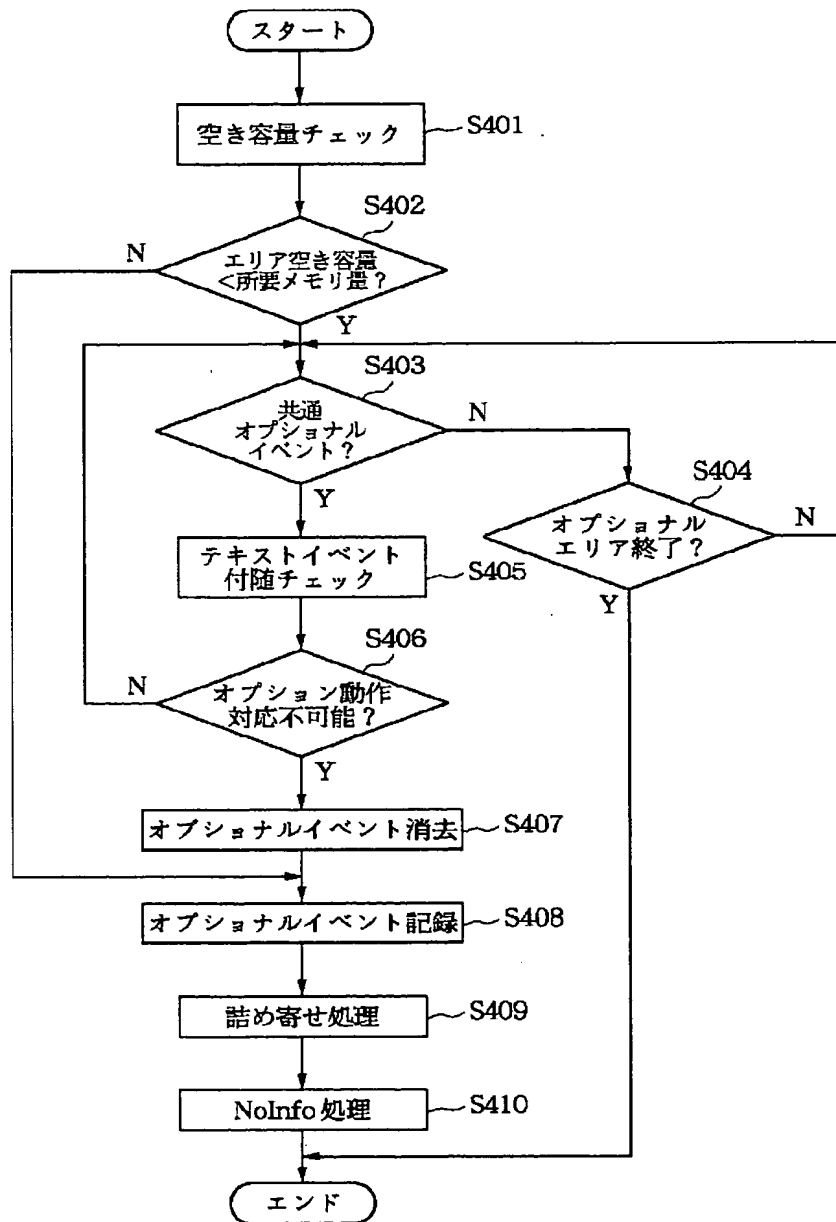 スタート
空き容量チェック
S401
S402
N
エリア空き容量
<所要メモリ量?
Y
S403
共通
オプショナル
イベント?
N
Y
S404
オプショナル
エリア終了?
N
Y
テキストイベント
付随チェック
S405
S406
N
オプション動作
対応不可能?
Y
オプショナルイベント消去
S407
オプショナルイベント記録
S408
詰め寄せ処理
S409
NoInfo処理
S410
エンド